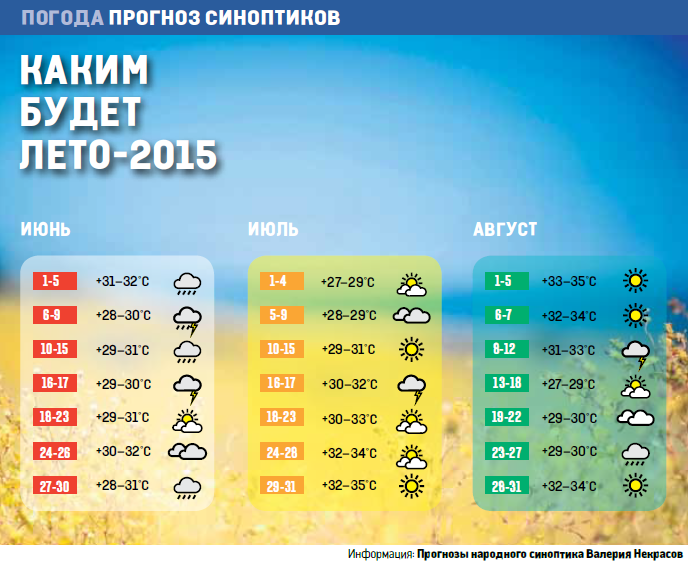 ПОГОДА ПРОГНОЗ СИНОПТИКОВ
КАКИМ
БУДЕТ
ЛЕТО-2015
ИЮНЬ
1-5 +31-32°C
6-9 +28-30°C
10-15 +29-31°C
16-17 +29-30°C
18-23 +29-31°C
24-26 +30-32°C
27-30 +28-31°C
ИЮЛЬ
1-4 +27-29°C
5-9 +28-29°C
10-15 +29-31°C
16-17 +30-32°C
18-23 +30-33°C
24-28 +32-34°C
29-31 +32-35°C
АВГУСТ
1-5 +33-35°C
6-7 +32-34°C
8-12 +31-33°C
13-18 +27-29°C
19-22 +29-30°C
23-27 +29-30°C
28-31 +32-34°C
Информация: Прогнозы народного синоптика Валерия Некрасов